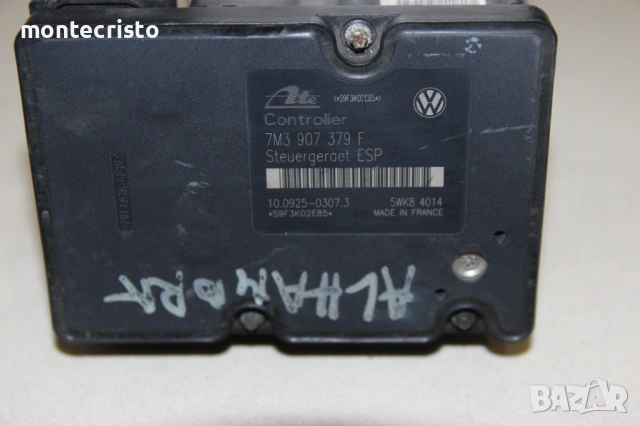 montecristo
Ate
(*S9F3K02E85*)
Controller
7M3 907 379 F
Steuergeraet ESP
10.0925-0307.3
5WK8 4014
*S9F3K02E85*
MADE IN FRANCE
ALHAMBRA
BAZAR